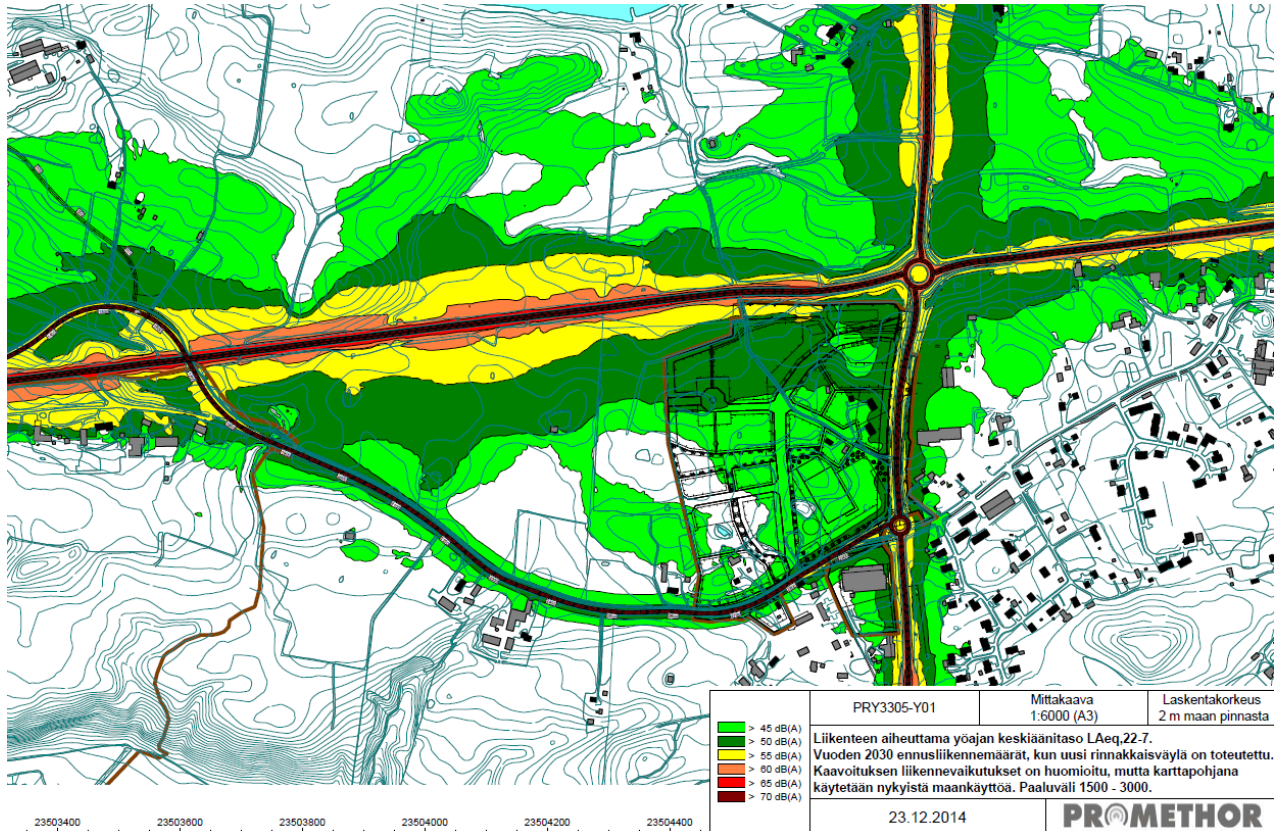 PRY3305-Y01
Mittakaava
1:6000 (A3)
Laskentakorkeus
2 m maan pinnasta
> 45 dB(A)
> 50 dB(A)
> 55 dB(A)
> 60 dB(A)
> 65 dB(A)
> 70 dB(A)
Liikenteen aiheuttama yöajan keskiäänitaso LAeq,22-7.
Vuoden 2030 ennusliikennemäärät, kun uusi rinnakkaisväylä on toteutettu.
Kaavoituksen liikennevaikutukset on huomioitu, mutta karttapohjana
käytetään nykyistä maankäyttöä. Paaluväli 1500 - 3000.
23.12.2014
PROMETHOR
23503400 23503600 23503800 23504000 23504200 23504400